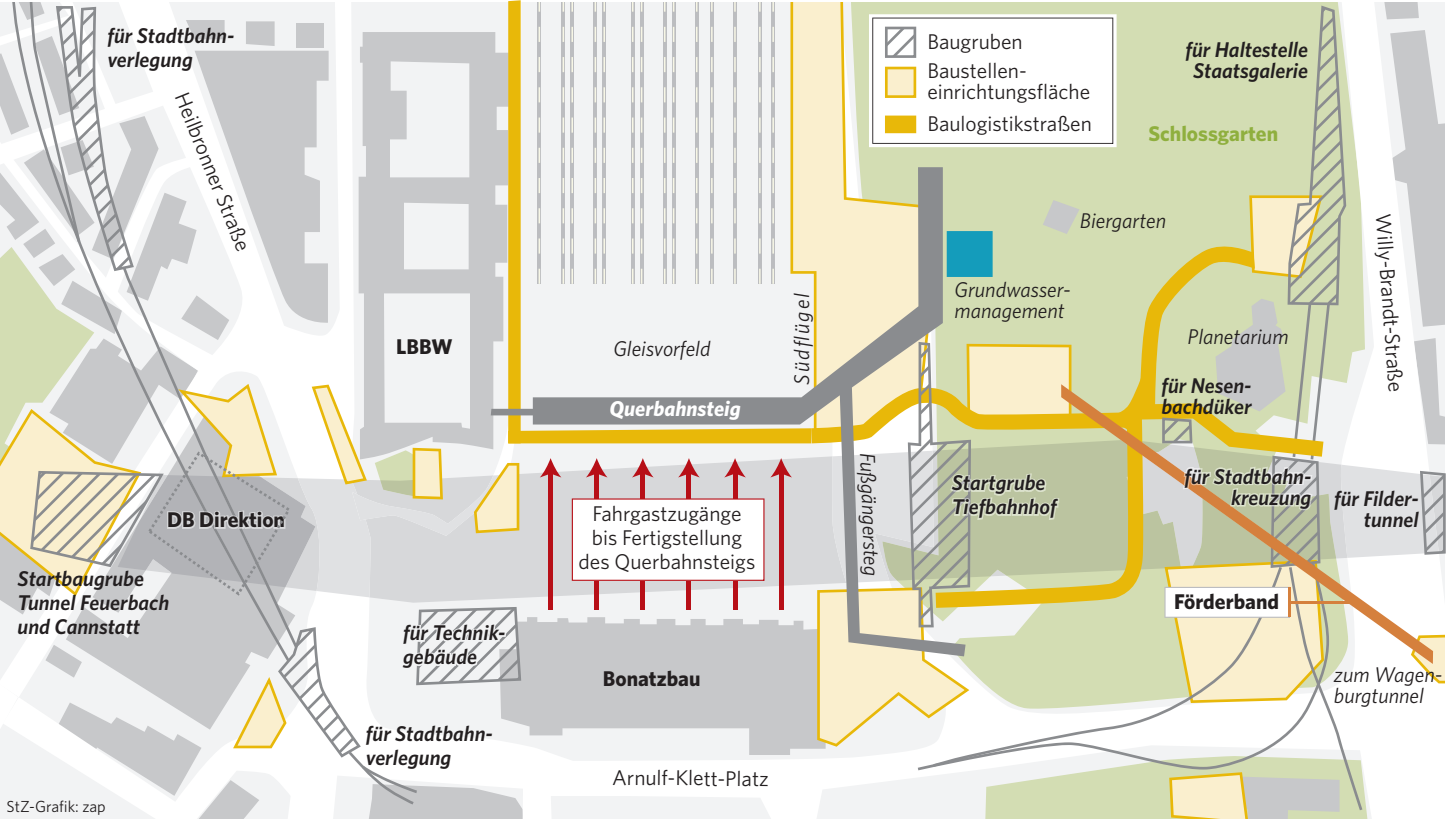 für Stadtbahn-
verlegung
Heilbronner Straße
Baugruben
Baustellen-
einrichtungsfläche
Baulogistikstraßen
für Haltestelle
Staatsgalerie
Schlossgarten
Biergarten
Willy-Brandt-Straße
Grundwasser-
management
Südflügel
LBBW
Gleisvorfeld
Planetarium
Querbahnsteig
für Nesen-
bachdüker
Fußgängersteg
Startgrube
Tiefbahnhof
für Stadtbahn-
kreuzung
für Filder-
tunnel
DB Direktion
Fahrgastzugänge
bis Fertigstellung
des Querbahnsteigs
Startbaugrube
Tunnel Feuerbach
und Cannstatt
für Technik-
gebäude
Bonatzbau
Förderband
zum Wagen-
burgtunnel
für Stadtbahn-
verlegung
Arnulf-Klett-Platz
StZ-Grafik: zap